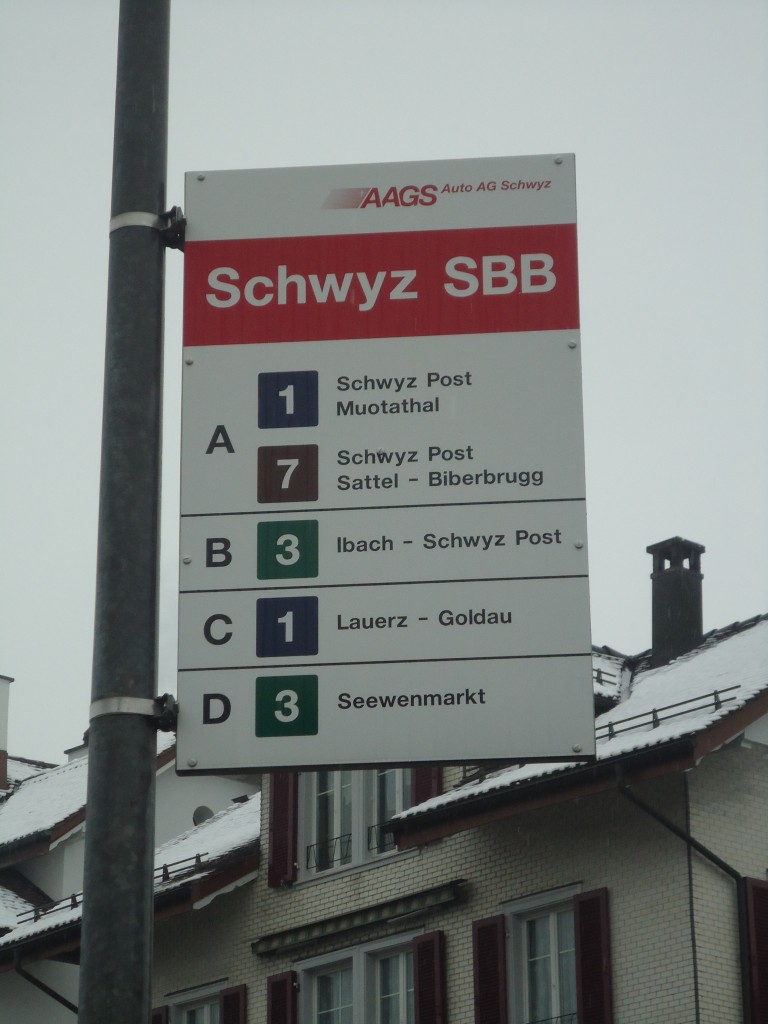 AAGS Auto AG Schwyz
Schwyz SBB
A
1 Schwyz Post
Muotathal
7 Schwyz Post
Sattel - Biberbrugg
B 3 Ibach - Schwyz Post
C 1 Lauerz - Goldau
D 3 Seewenmarkt